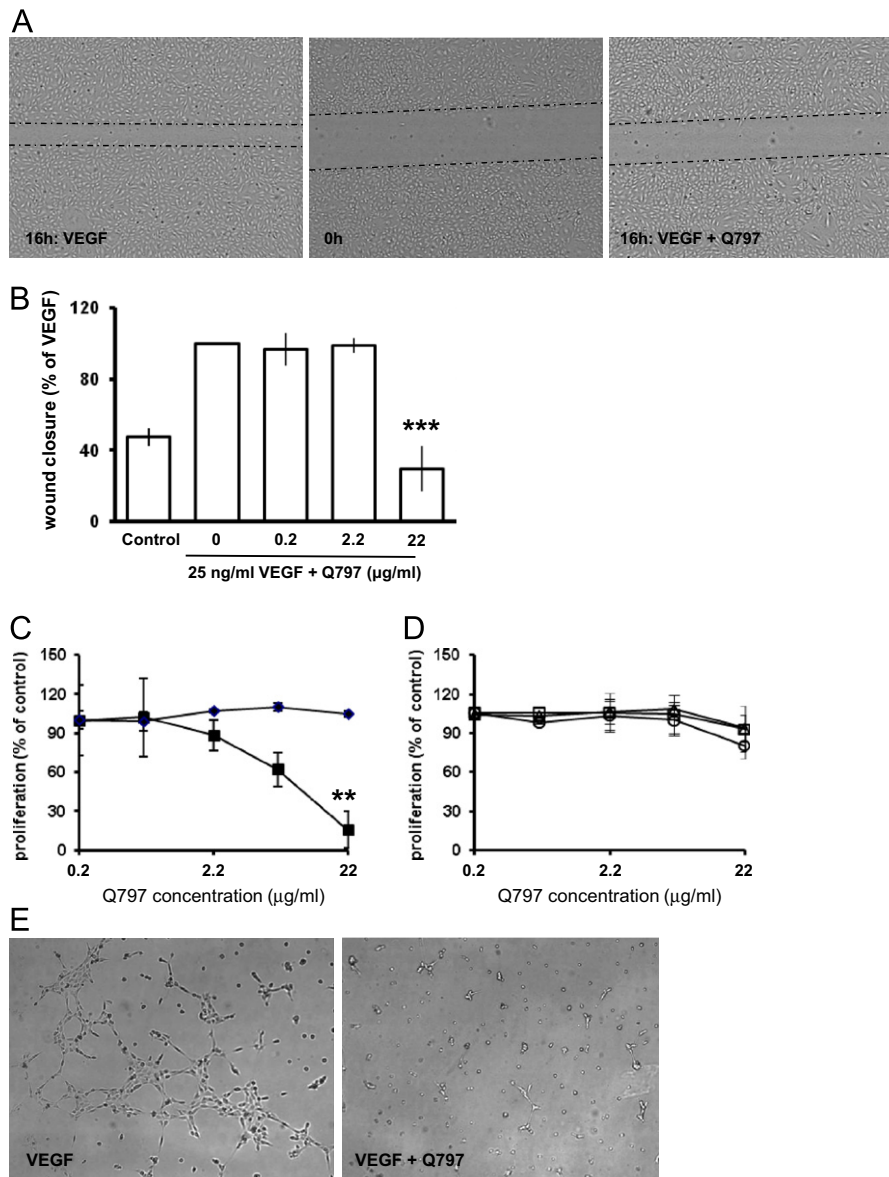 A
16h: VEGF
0h
16h: VEGF + Q797
B
wound closure (% of VEGF)
120
80
40
0
***
Control
0
0.2
2.2
22
25 ng/ml VEGF + Q797 (µg/ml)
C
proliferation (% of control)
150
120
90
60
30
0
**
0.2
2.2
22
Q797 concentration (µg/ml)
D
proliferation (% of control)
150
120
90
60
30
0
0.2
2.2
22
Q797 concentration (µg/ml)
E
VEGF
VEGF + Q797